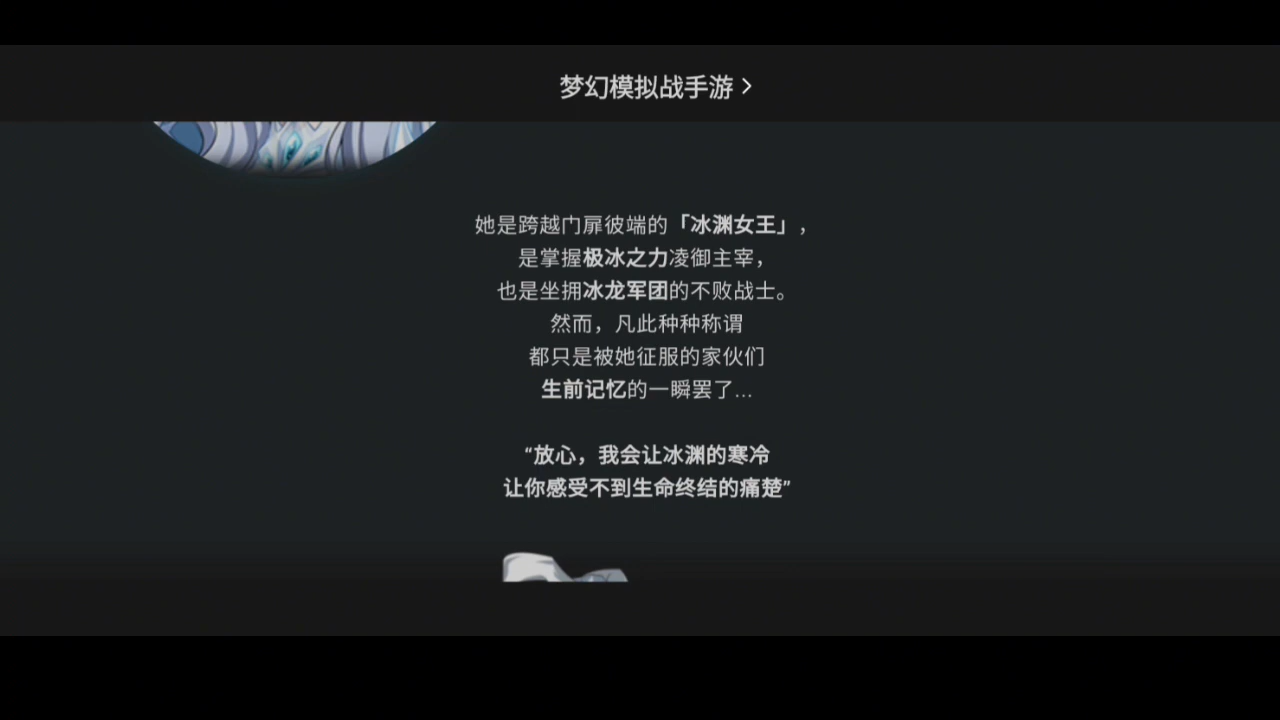 梦幻模拟战手游 >
她是跨越门扉彼端的「冰渊女王」,
是掌握极冰之力凌御主宰，
也是坐拥冰龙军团的不败战士。
然而，凡此种种称谓
都只是被她征服的家伙们
生前记忆的一瞬罢了...
“放心，我会让冰渊的寒冷
让你感受不到生命终结的痛楚”